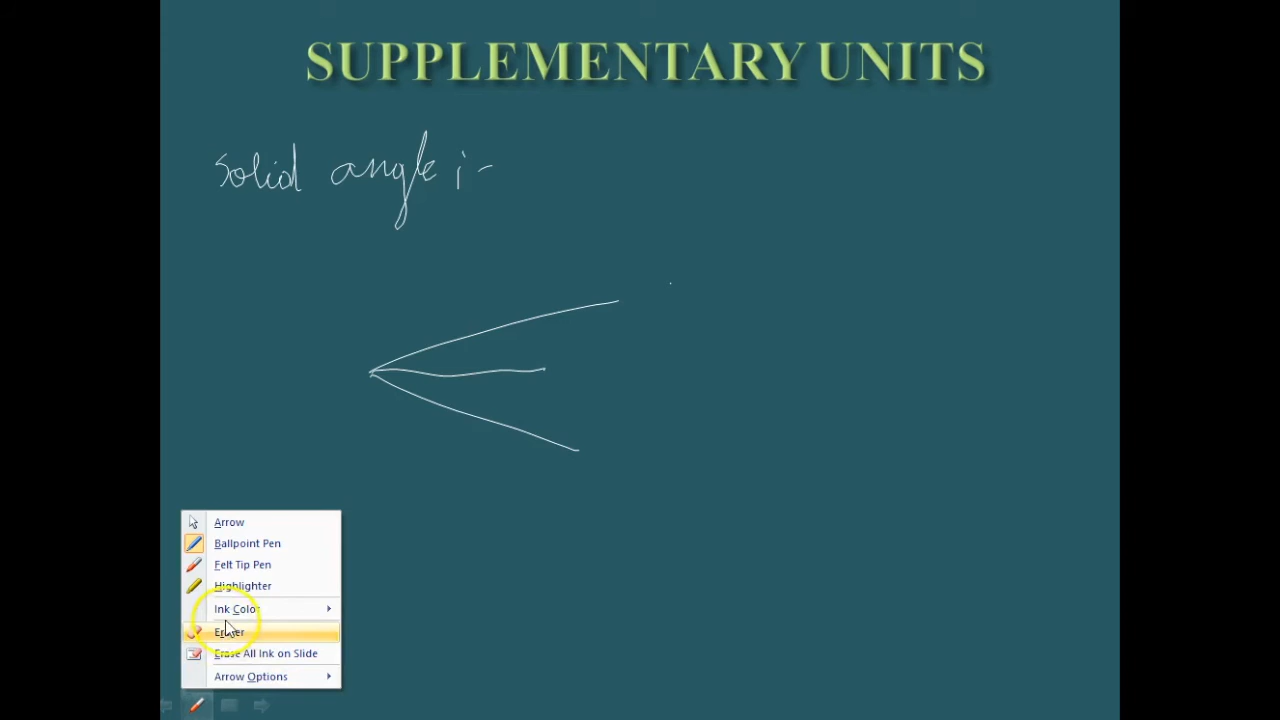 SUPPLEMENTARY UNITS
Solid angle :-
Arrow
Ballpoint Pen
Felt Tip Pen
Highlighter
Ink Color
Eraser
Erase All Ink on Slide
Arrow Options